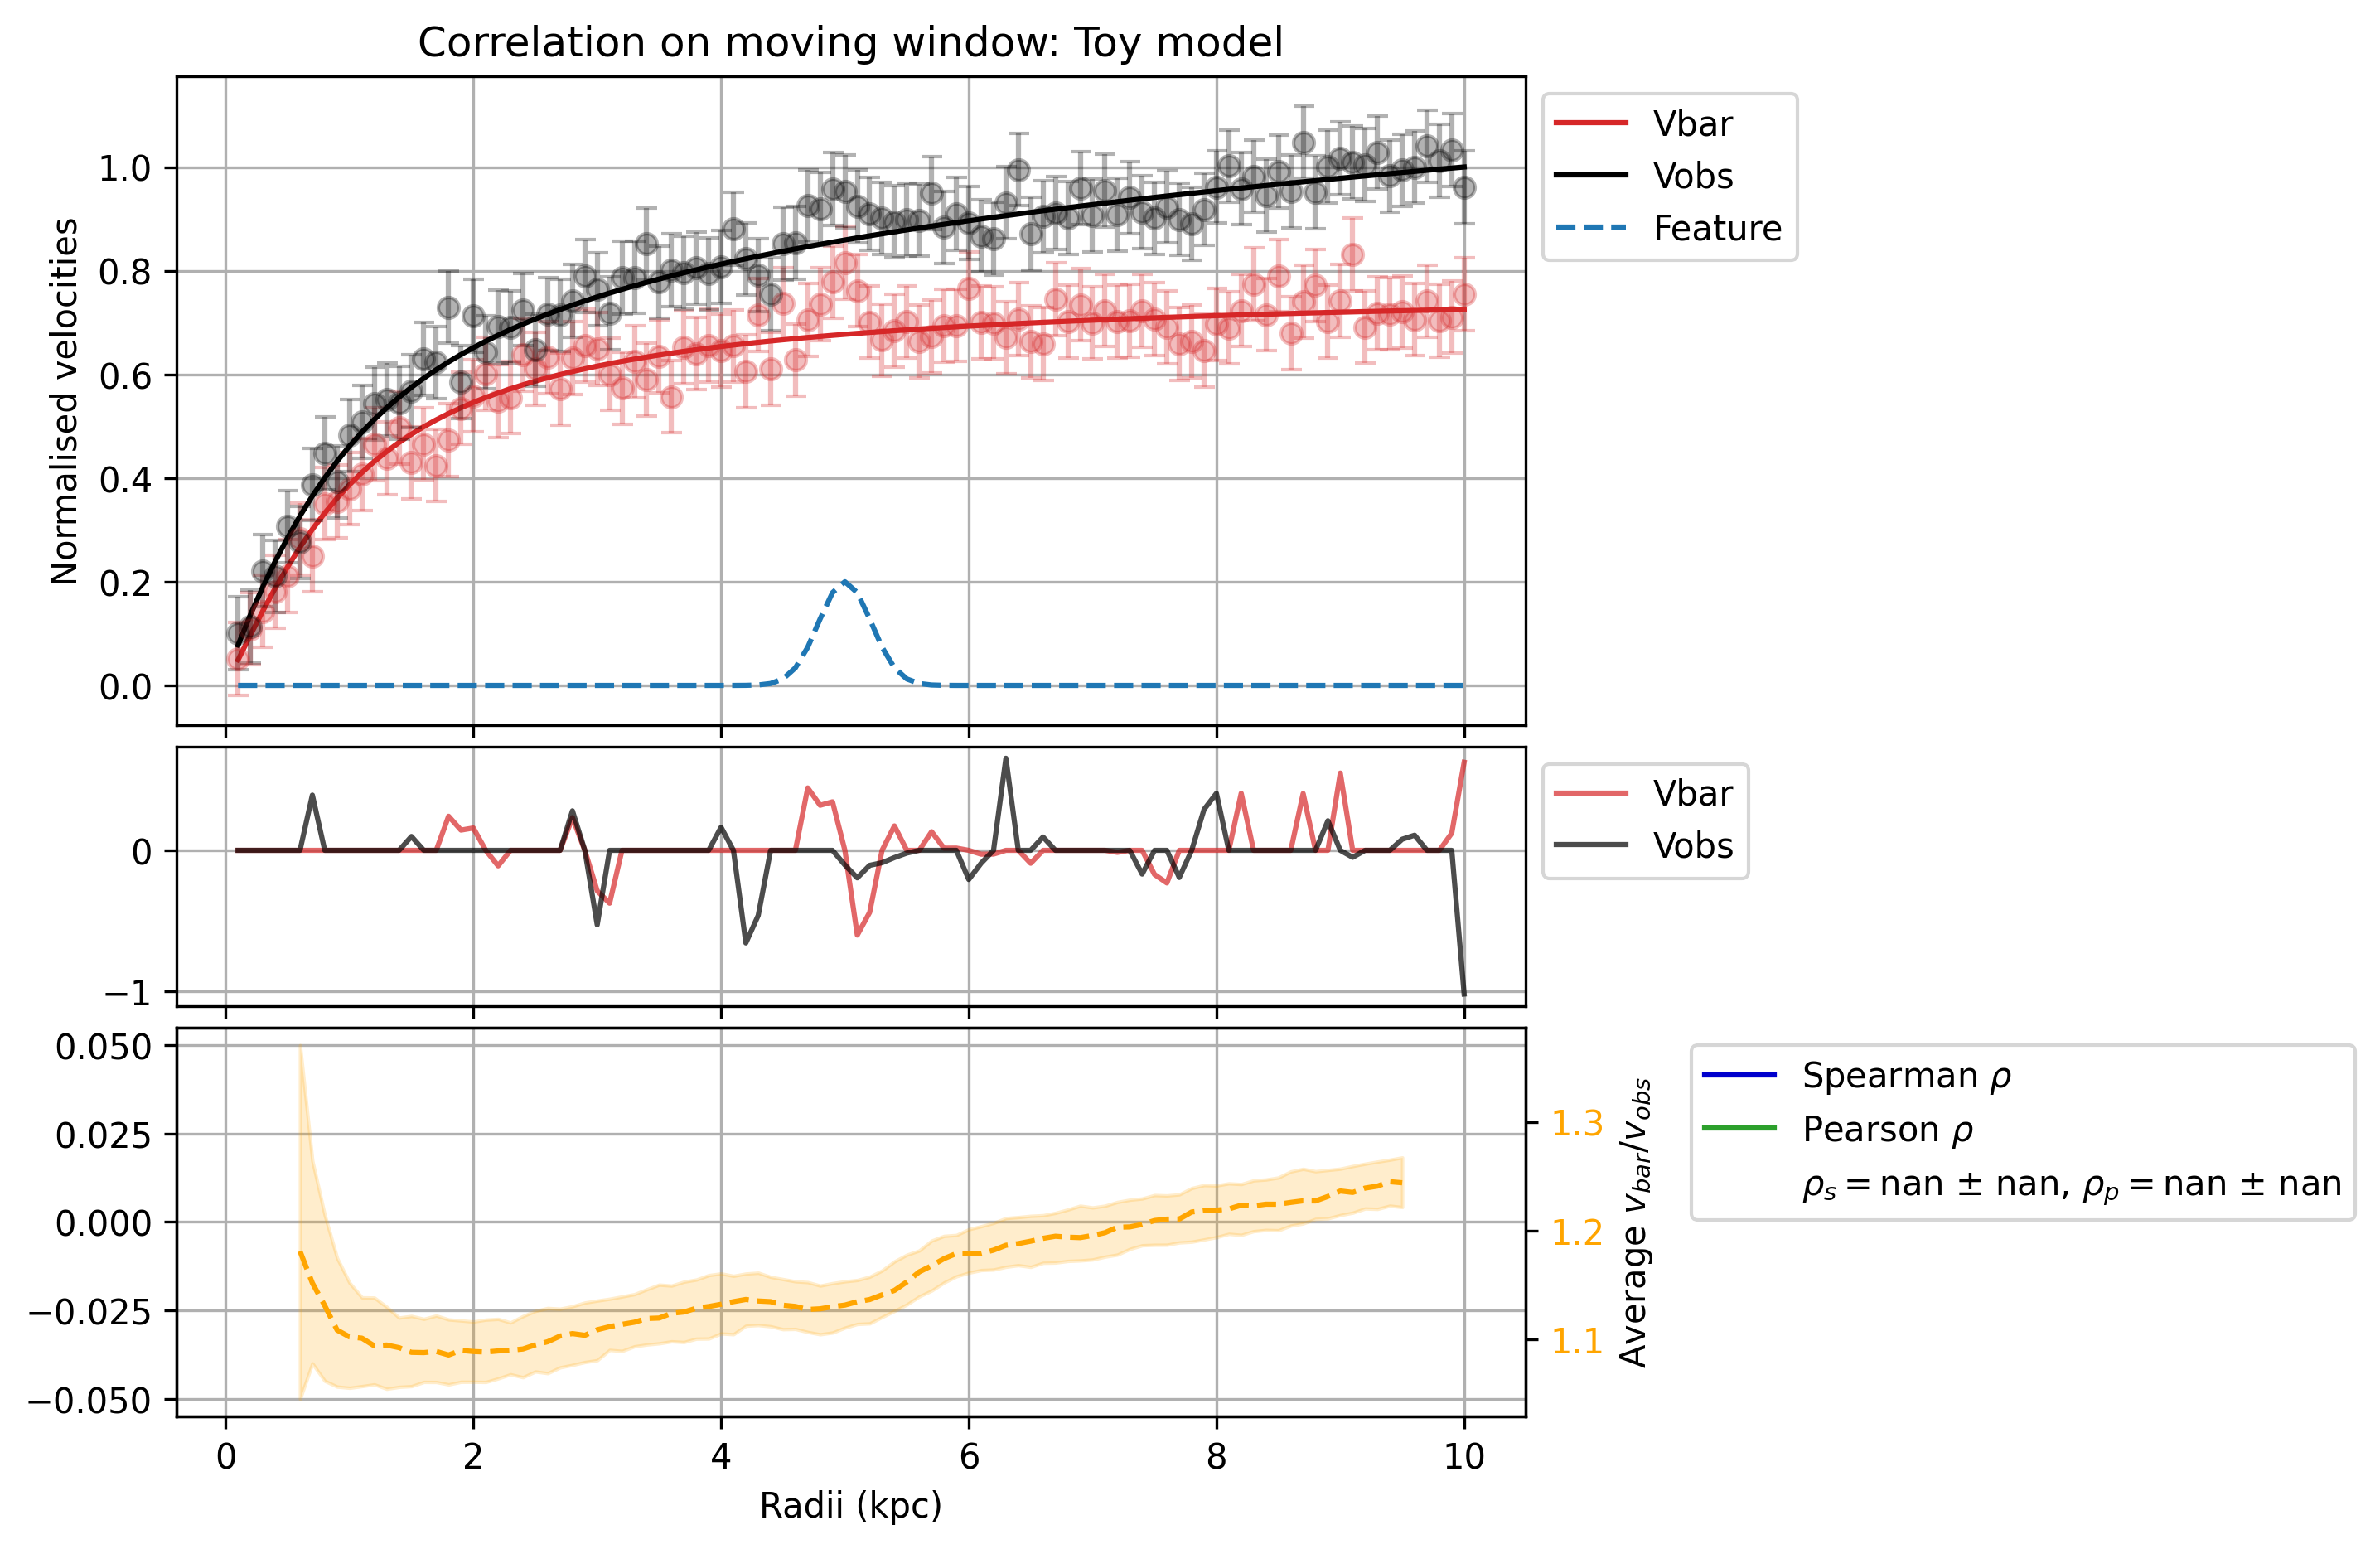 Correlation on moving window: Toy model
Normalised velocities
1.0
0.8
0.6
0.4
0.2
0.0
Vbar
Vobs
Feature
0
−1
Vbar
Vobs
0.050
0.025
0.000
−0.025
−0.050
1.3
1.2
1.1
Average v_bar/v_obs
Spearman ρ
Pearson ρ
ρ_s = nan ± nan, ρ_p = nan ± nan
0 2 4 6 8 10
Radii (kpc)